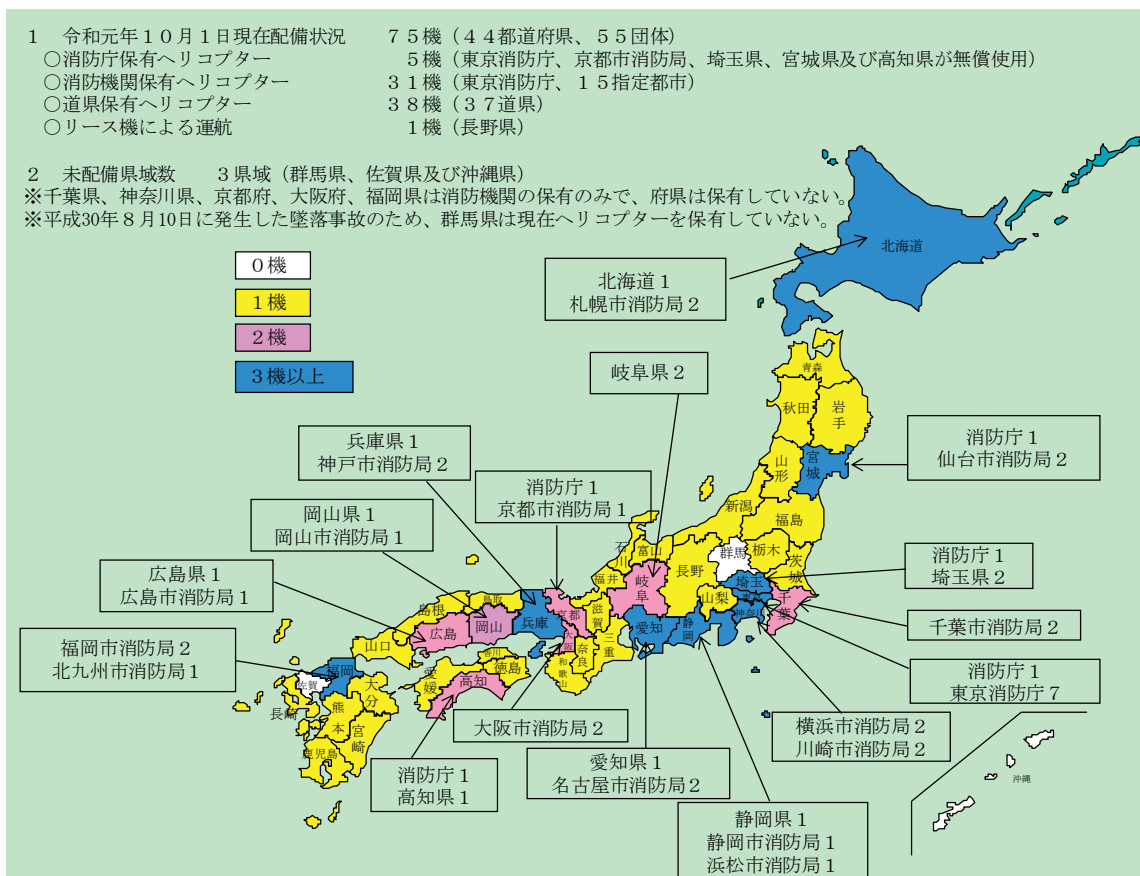 1 令和元年10月1日現在配備状況 75機(44都道府県、55団体)
○消防庁保有ヘリコプター 5機(東京消防庁、京都市消防局、埼玉県、宮城県及び高知県が無償使用)
○消防機関保有ヘリコプター 31機(東京消防庁、15指定都市)
○道県保有ヘリコプター 38機(37道県)
○リース機による運航 1機(長野県)
2 未配備県域数 3県域(群馬県、佐賀県及び沖縄県)
※千葉県、神奈川県、京都府、大阪府、福岡県は消防機関の保有のみで、府県は保有していない。
※平成30年8月10日に発生した墜落事故のため、群馬県は現在ヘリコプターを保有していない。
0機
1機
2機
3機以上
北海道
北海道1
札幌市消防局2
岐阜県2
青森
秋田
岩手
兵庫県1
神戸市消防局2
消防庁1
仙台市消防局2
山形
宮城
消防庁1
京都市消防局1
新潟
福島
岡山県1
岡山市消防局1
石川
富山
群馬
栃木
茨城
長野
消防庁1
埼玉県2
広島県1
広島市消防局1
福井
岐阜
埼玉
山梨
東京
千葉
神奈川
鳥取
島根
京都
滋賀
兵庫
岡山
広島
愛知
静岡
千葉市消防局2
山口
大阪
奈良
三重
和歌山
福岡市消防局2
北九州市消防局1
福岡
佐賀
香川
徳島
愛媛
高知
大分
長崎
熊本
宮崎
鹿児島
消防庁1
東京消防庁7
大阪市消防局2
横浜市消防局2
川崎市消防局2
消防庁1
高知県1
愛知県1
名古屋市消防局2
沖縄
静岡県1
静岡市消防局1
浜松市消防局1